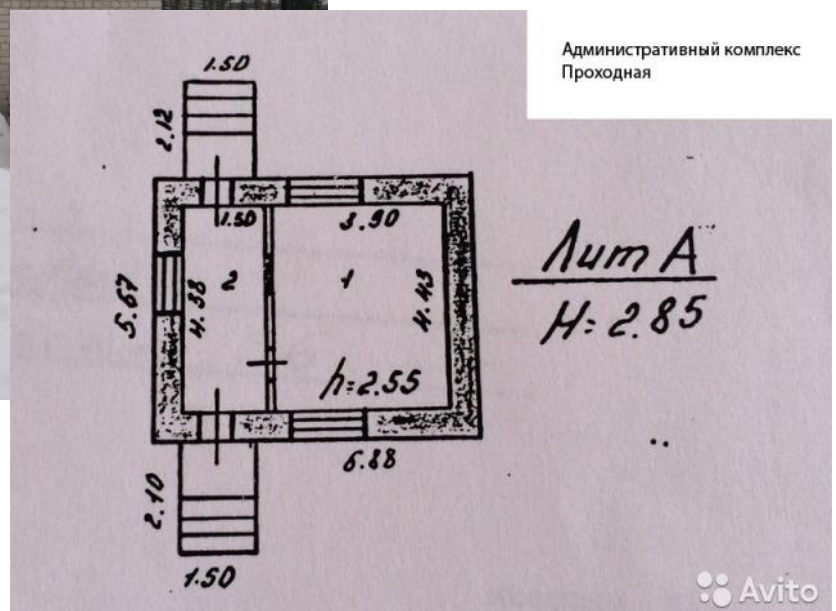 Административный комплекс
Проходная
1.50
2.12
1.50
3.90
2
1
5.67
4.38
4.43
h=2.55
6.88
2.10
1.50
Лит А
H=2.85
Avito